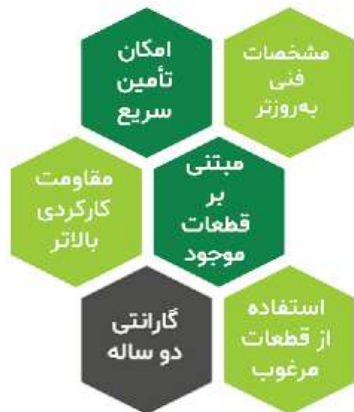 مشخصات
فنی
به‌روزتر
امکان
تأمین
سریع
مبتنی
بر
قطعات
موجود
مقاومت
کارکردی
بالاتر
استفاده
از قطعات
مرغوب
گارانتی
دو ساله